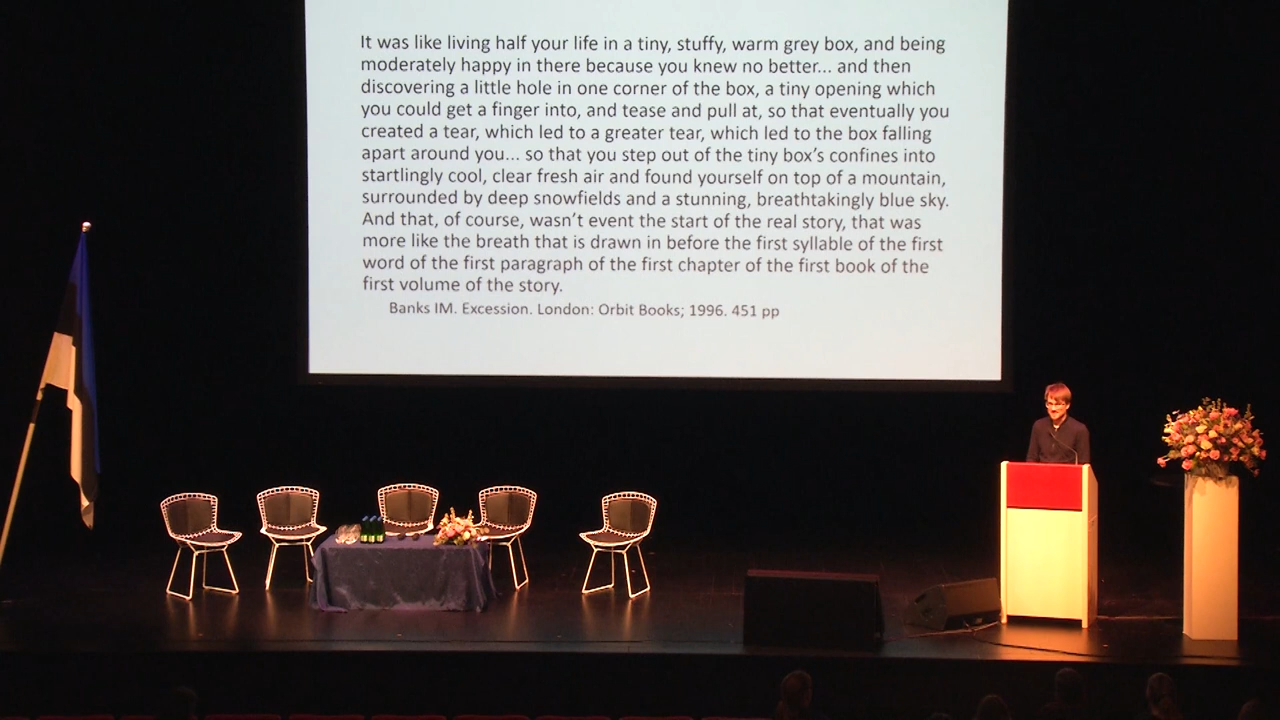 It was like living half your life in a tiny, stuffy, warm grey box, and being
moderately happy in there because you knew no better... and then
discovering a little hole in one corner of the box, a tiny opening which
you could get a finger into, and tease and pull at, so that eventually you
created a tear, which led to a greater tear, which led to the box falling
apart around you... so that you step out of the tiny box’s confines into
startlingly cool, clear fresh air and found yourself on top of a mountain,
surrounded by deep snowfields and a stunning, breathtakingly blue sky.
And that, of course, wasn’t event the start of the real story, that was
more like the breath that is drawn in before the first syllable of the first
word of the first paragraph of the first chapter of the first book of the
first volume of the story.
Banks IM. Excession. London: Orbit Books; 1996. 451 pp